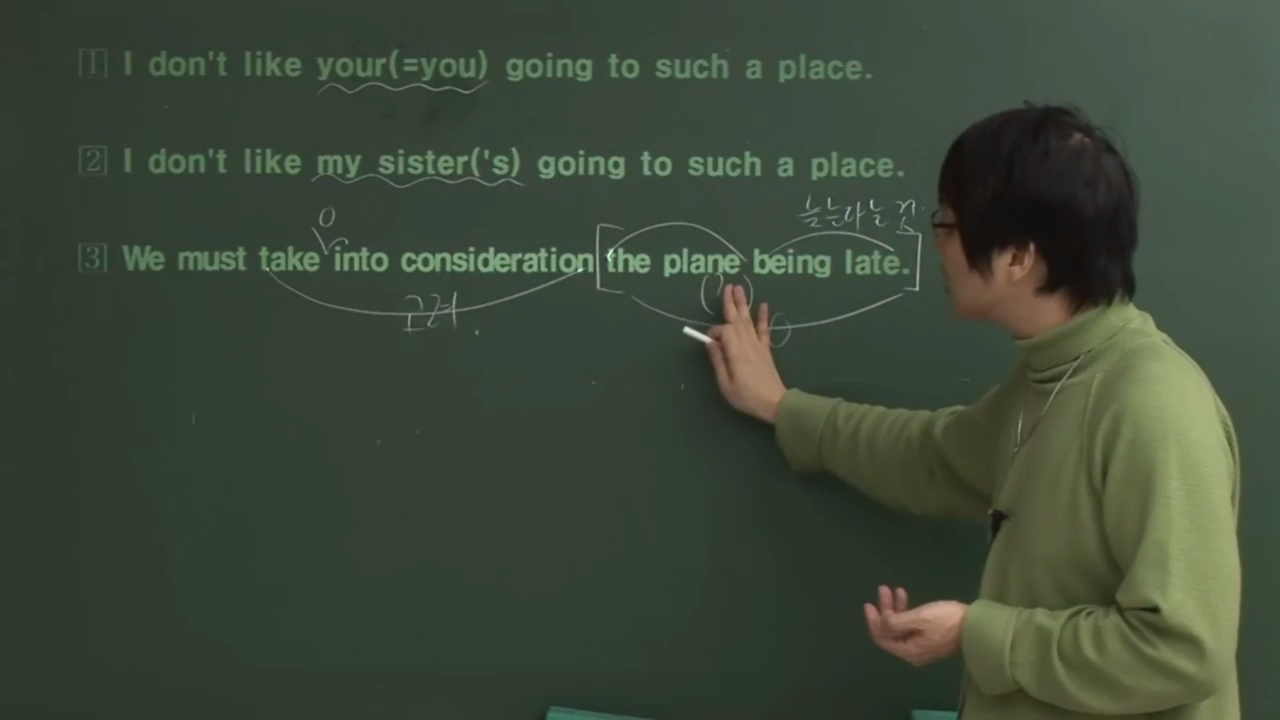 1 I don't like your(=you) going to such a place.
2 I don't like my sister('s) going to such a place.
늦는다는 것
O
3 We must take into consideration [the plane being late.]
고려
O